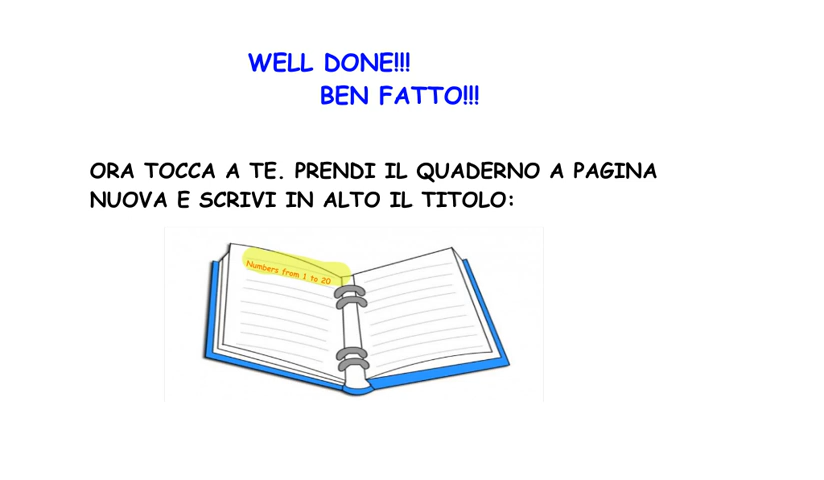 WELL DONE!!!
BEN FATTO!!!
ORA TOCCA A TE. PRENDI IL QUADERNO A PAGINA
NUOVA E SCRIVI IN ALTO IL TITOLO:
Numbers from 1 to 20